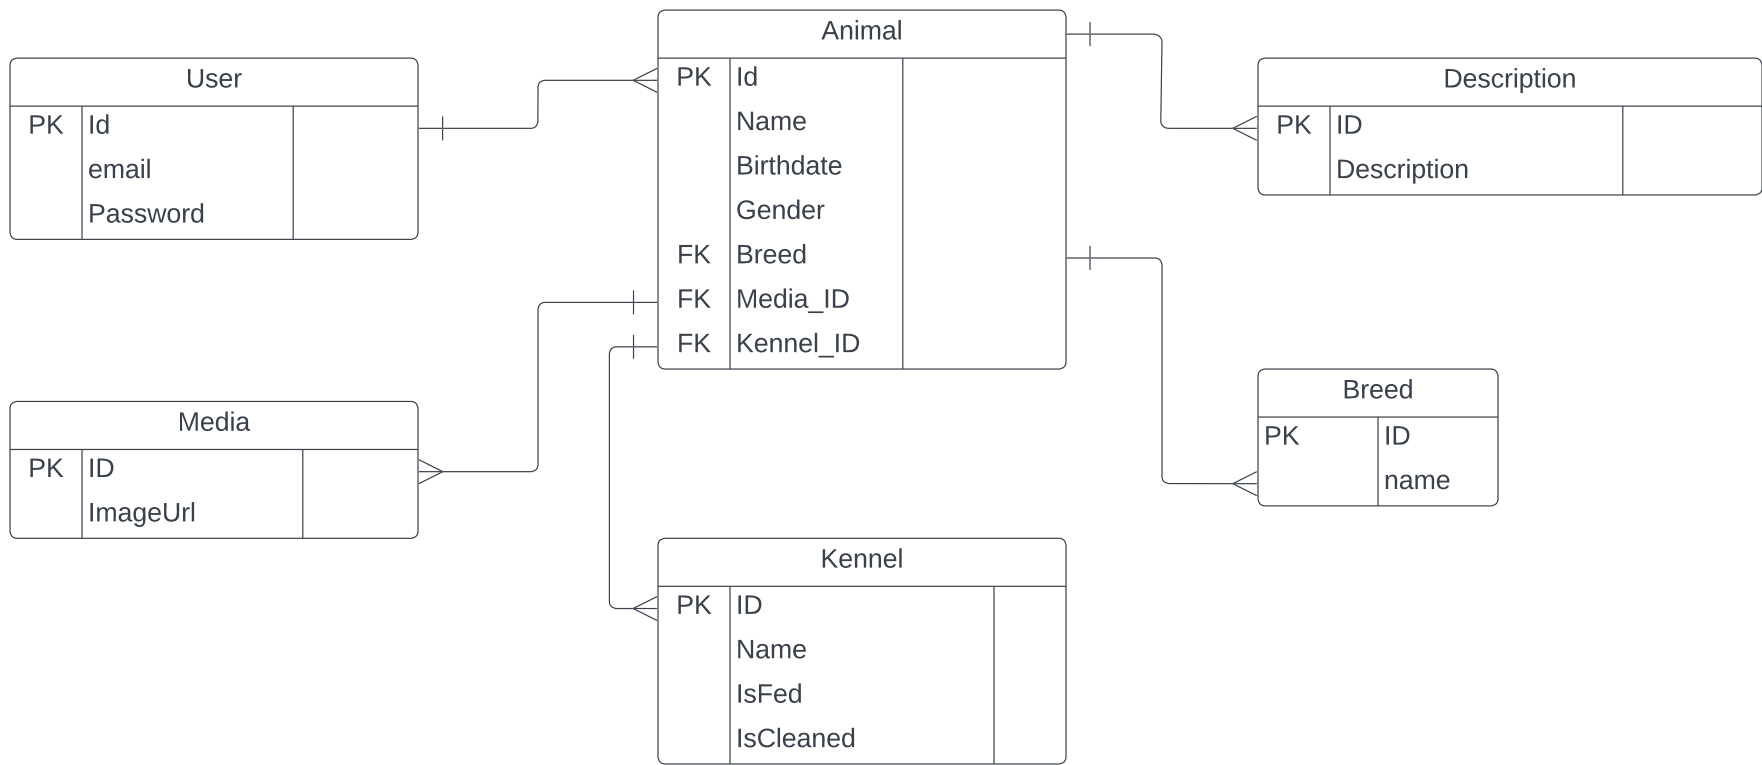 User
PK Id
email
Password
Animal
PK Id
Name
Birthdate
Gender
FK Breed
FK Media_ID
FK Kennel_ID
Description
PK ID
Description
Media
PK ID
ImageUrl
Breed
PK ID
name
Kennel
PK ID
Name
IsFed
IsCleaned